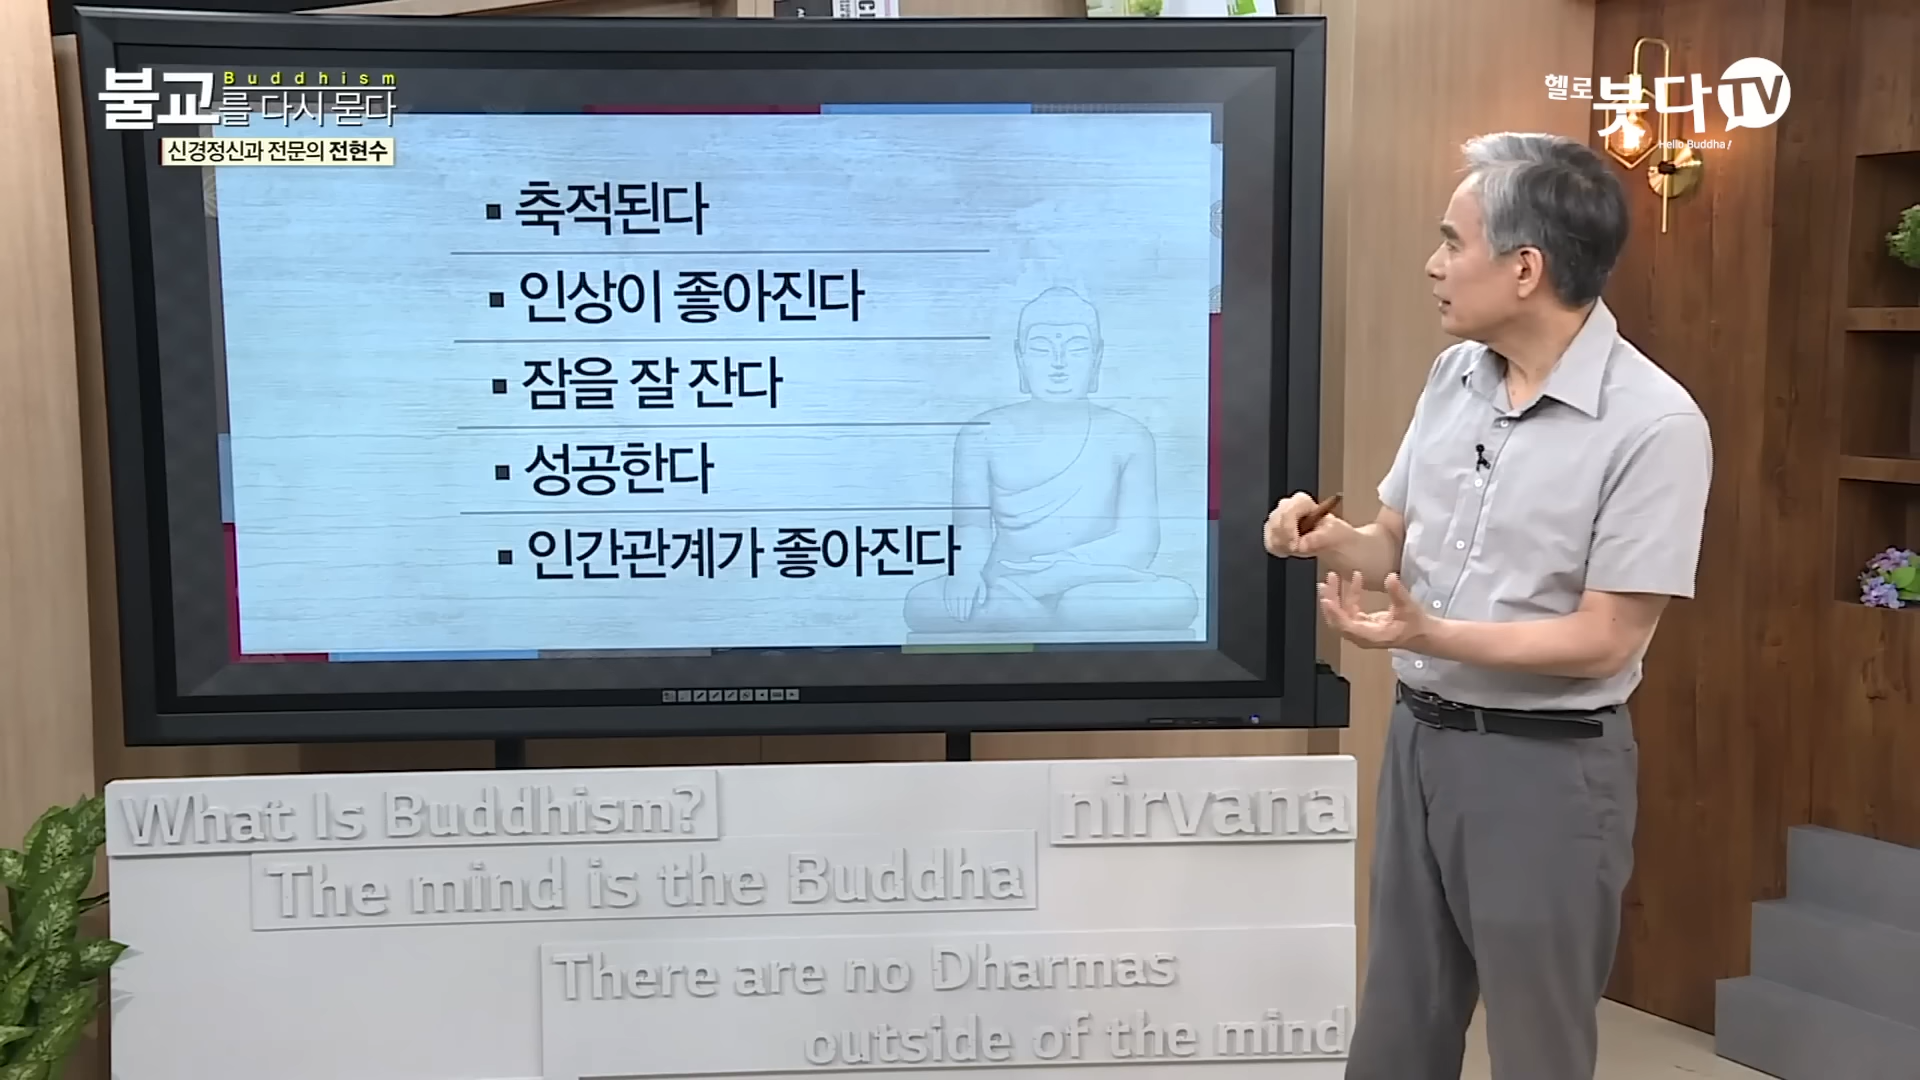 Buddhism
불교를 다시 묻다
신경정신과 전문의 전현수
헬로붓다TV
Hello Buddha!
▪ 축적된다
▪ 인상이 좋아진다
▪ 잠을 잘 잔다
▪ 성공한다
▪ 인간관계가 좋아진다
What Is Buddhism?
nirvana
The mind is the Buddha
There are no Dharmas
outside of the mind